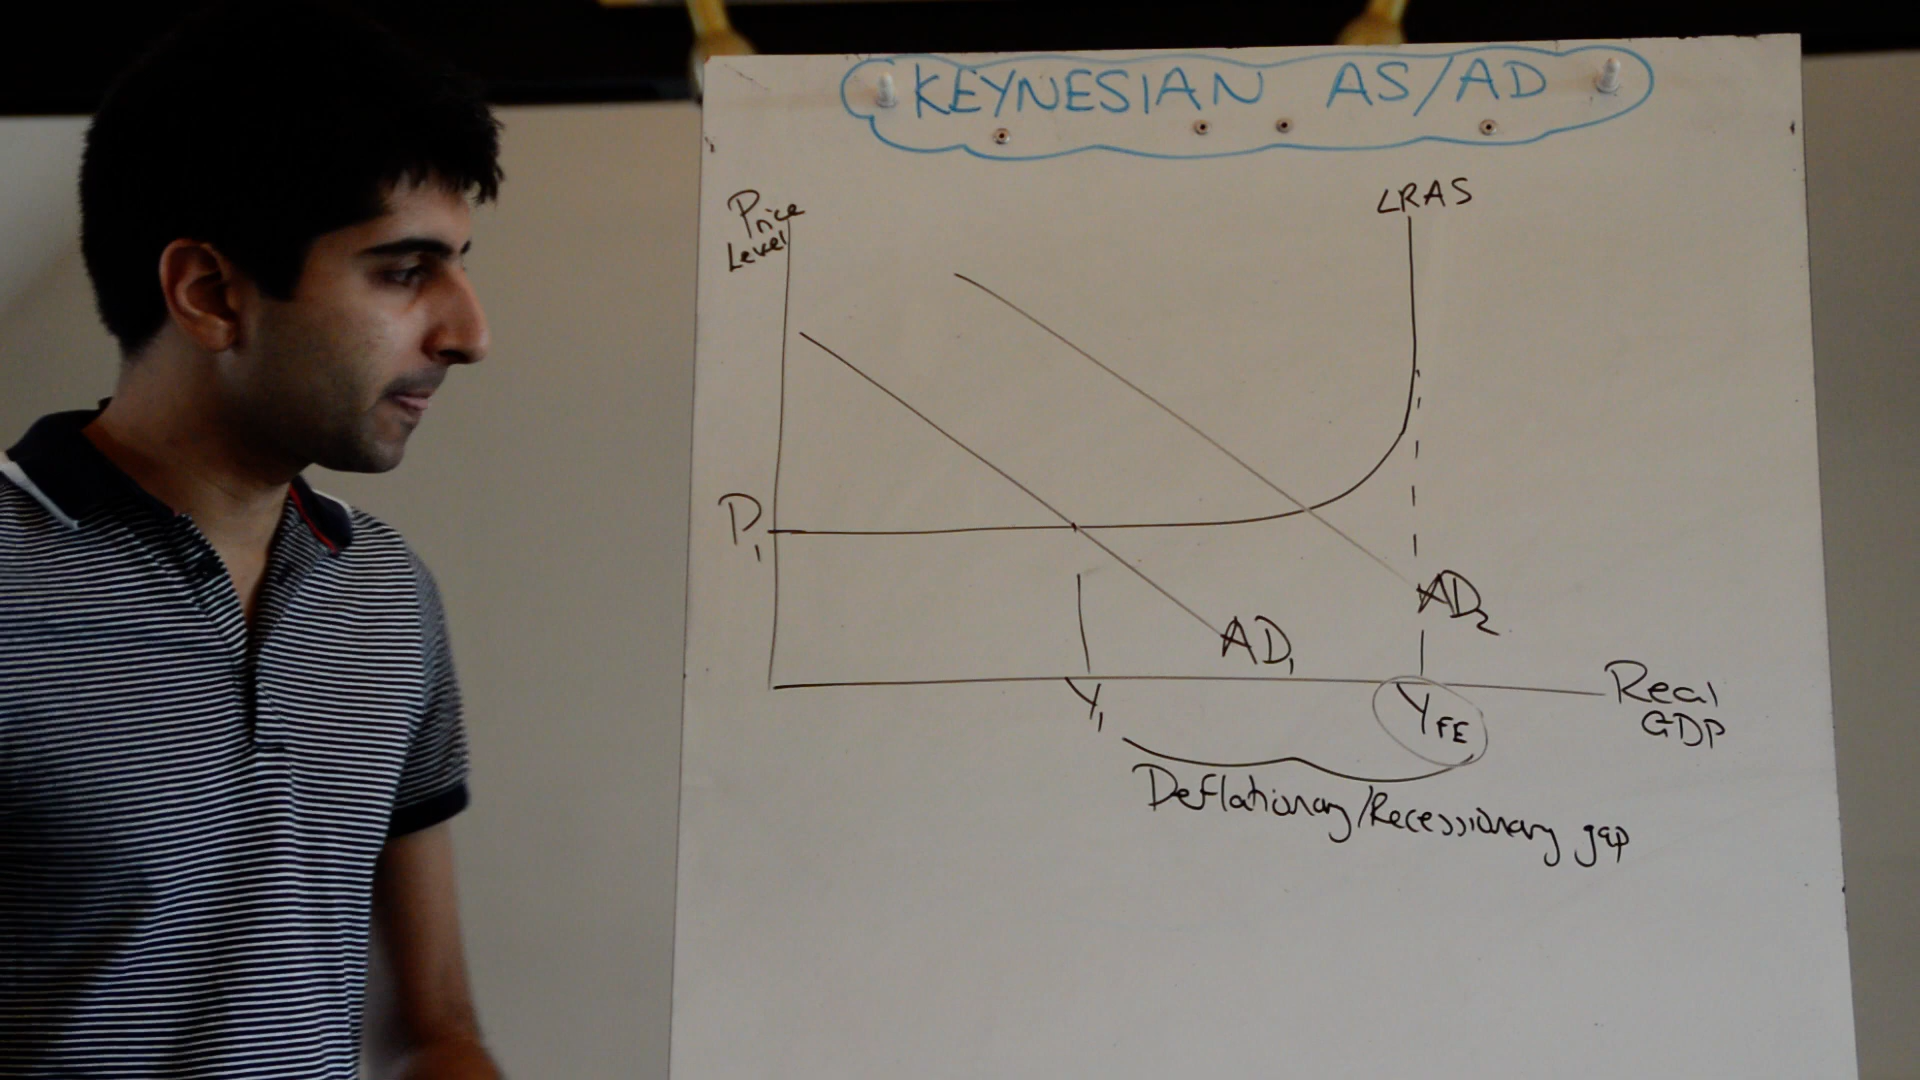 KEYNESIAN AS/AD
Price
Level
LRAS
P1
AD2
AD1
Y1
YFE
Real
GDP
Deflationary/Recessionary gap